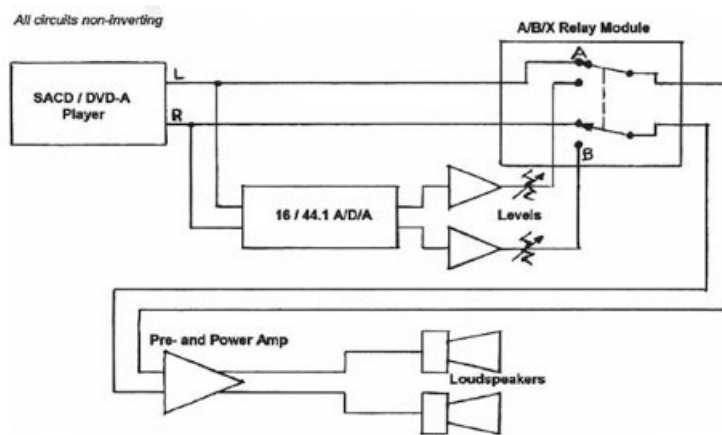 All circuits non-inverting
A/B/X Relay Module
L
A
SACD / DVD-A
Player
R
B
16 / 44.1 A/D/A
Levels
Pre- and Power Amp
Loudspeakers